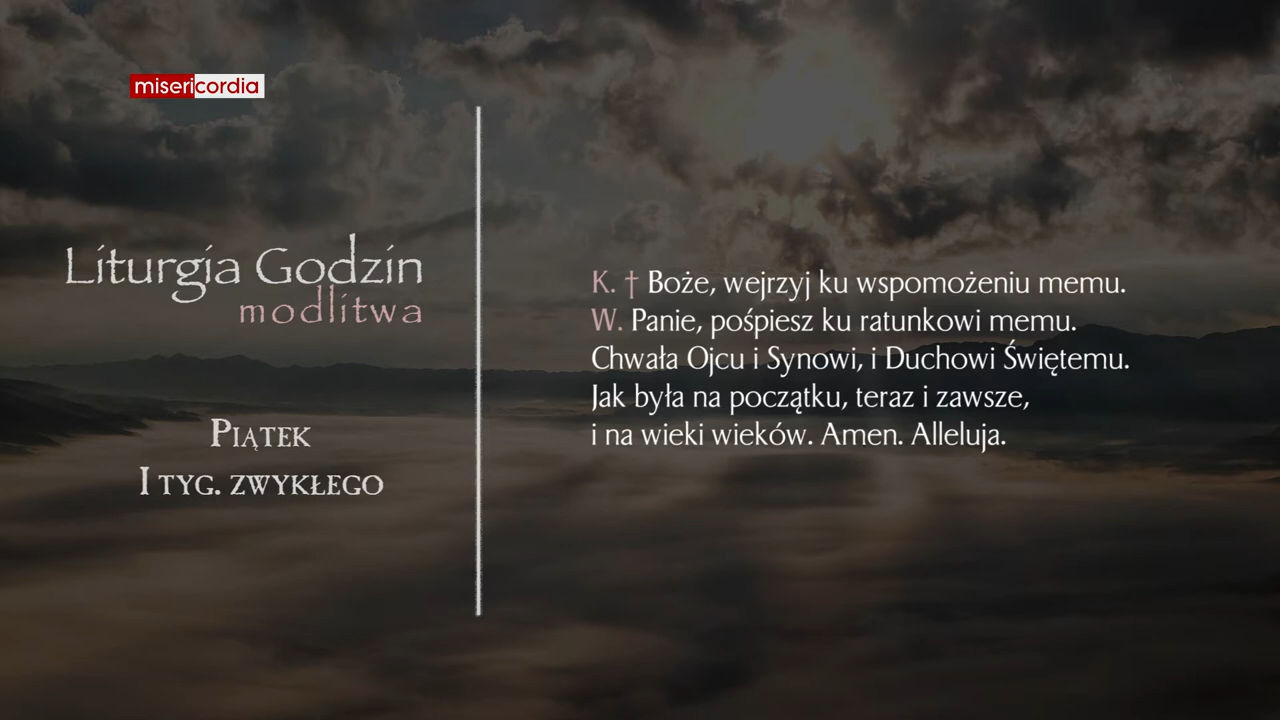 misericordia
Liturgia Godzin
modlitwa
Piątek
I tyg. zwykłego
K. † Boże, wejrzyj ku wspomożeniu memu.
W. Panie, pośpiesz ku ratunkowi memu.
Chwała Ojcu i Synowi, i Duchowi Świętemu.
Jak była na początku, teraz i zawsze,
i na wieki wieków. Amen. Alleluja.